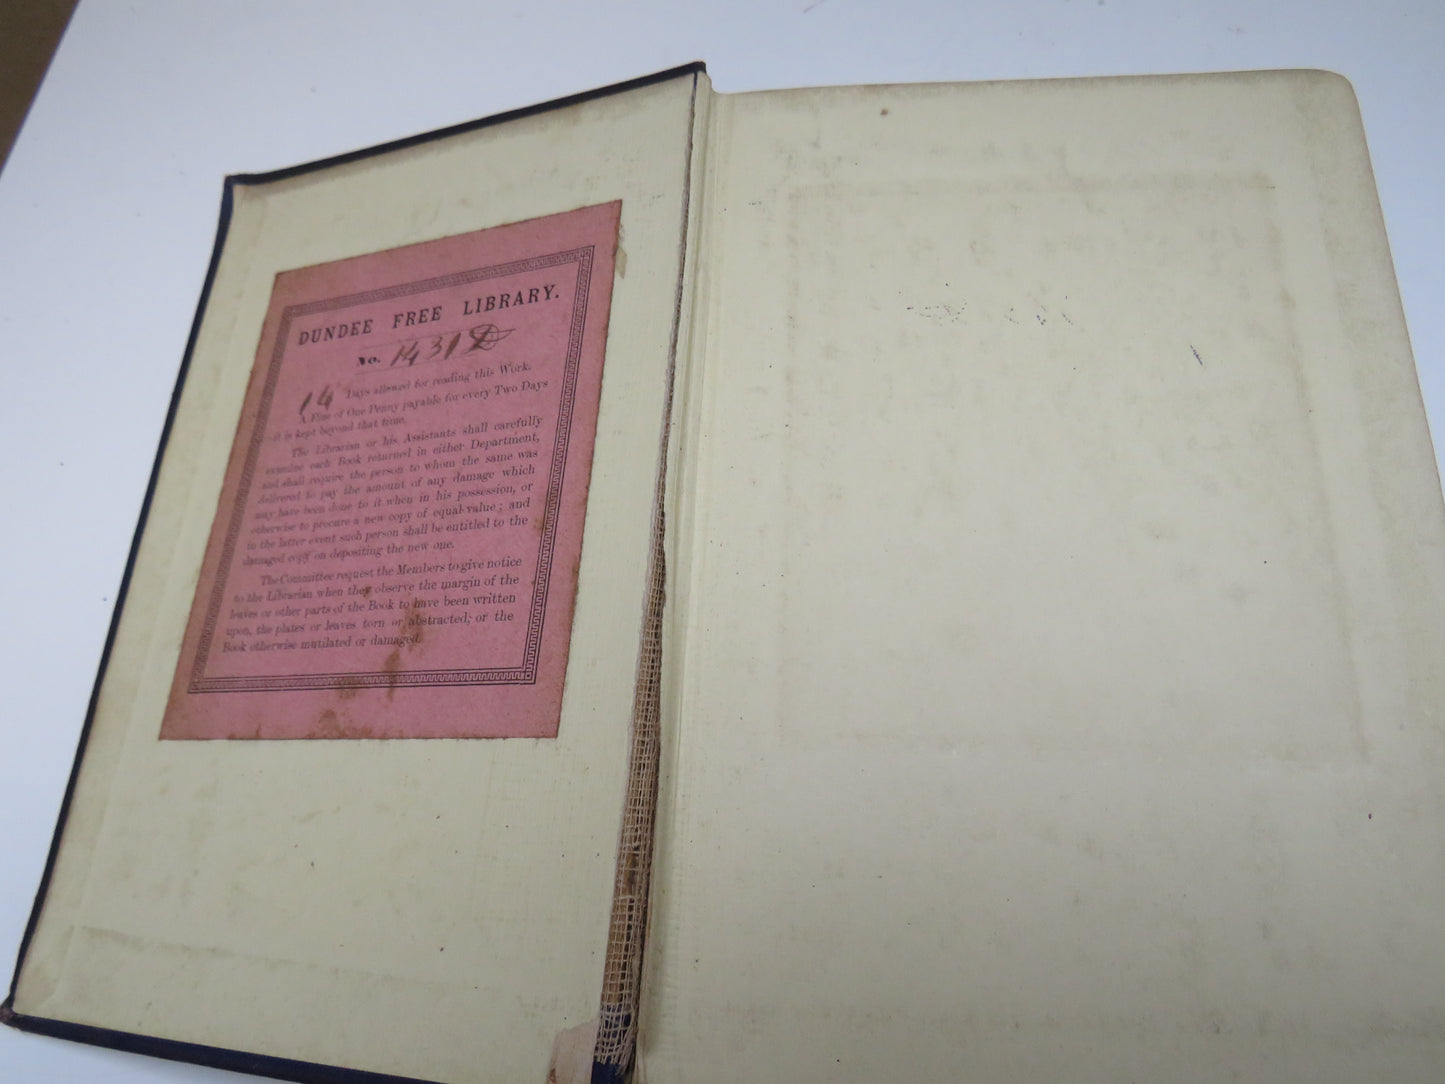 DUNDEE FREE LIBRARY.
No. 1431
14 Days allowed for reading this Work.
A Fine of One Penny payable for every Two Days
it is kept beyond that time.
The Librarian or his Assistants shall carefully
examine each Book returned in either Department,
and shall require the person to whom the same was
delivered to pay the amount of any damage which
may have been done to it when in his possession, or
otherwise to procure a new copy of equal value; and
in the latter event such person shall be entitled to the
damaged copy on depositing the new one.
The Committee request the Members to give notice
to the Librarian when they observe the margin of the
leaves or other parts of the Book to have been written
upon, the plates or leaves torn or abstracted, or the
Book otherwise mutilated or damaged.